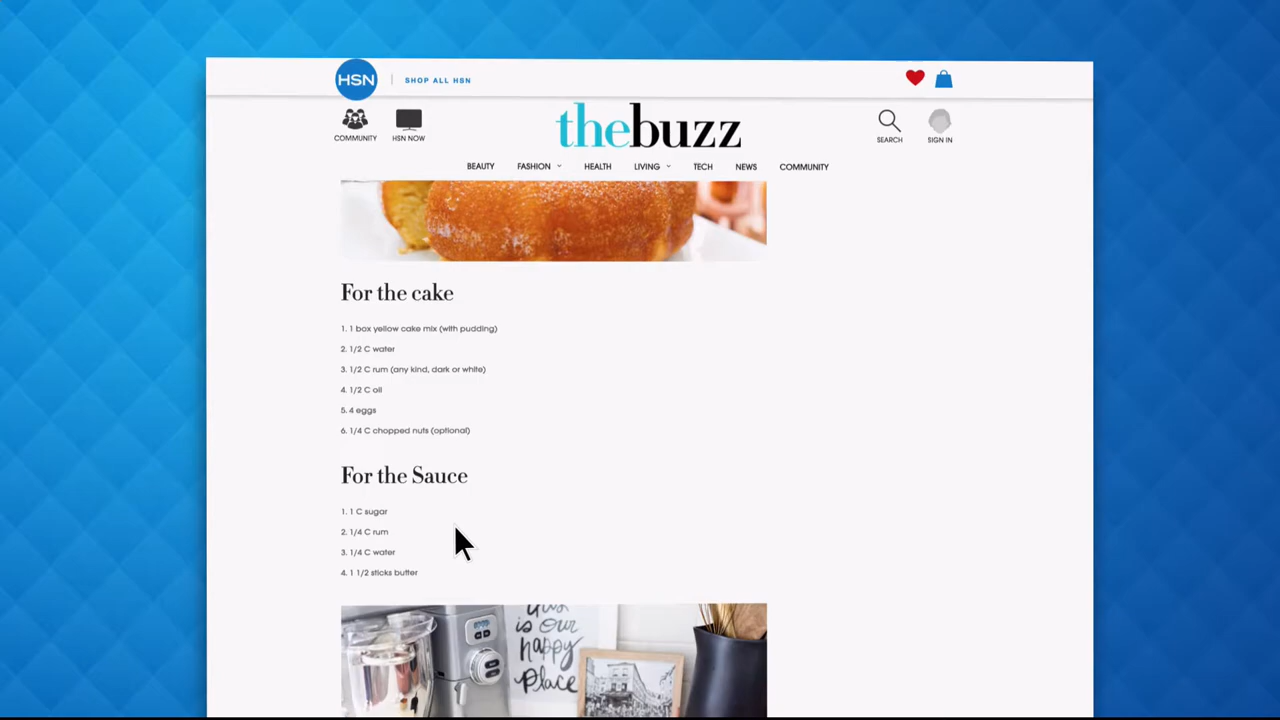 HSN
SHOP ALL HSN
COMMUNITY
HSN NOW
thebuzz
SEARCH
SIGN IN
BEAUTY FASHION HEALTH LIVING TECH NEWS COMMUNITY
For the cake
1. 1 box yellow cake mix (with pudding)
2. 1/2 C water
3. 1/2 C rum (any kind, dark or white)
4. 1/2 C oil
5. 4 eggs
6. 1/4 C chopped nuts (optional)
For the Sauce
1. 1 C sugar
2. 1/4 C rum
3. 1/4 C water
4. 1 1/2 sticks butter
this
is our
happy
place